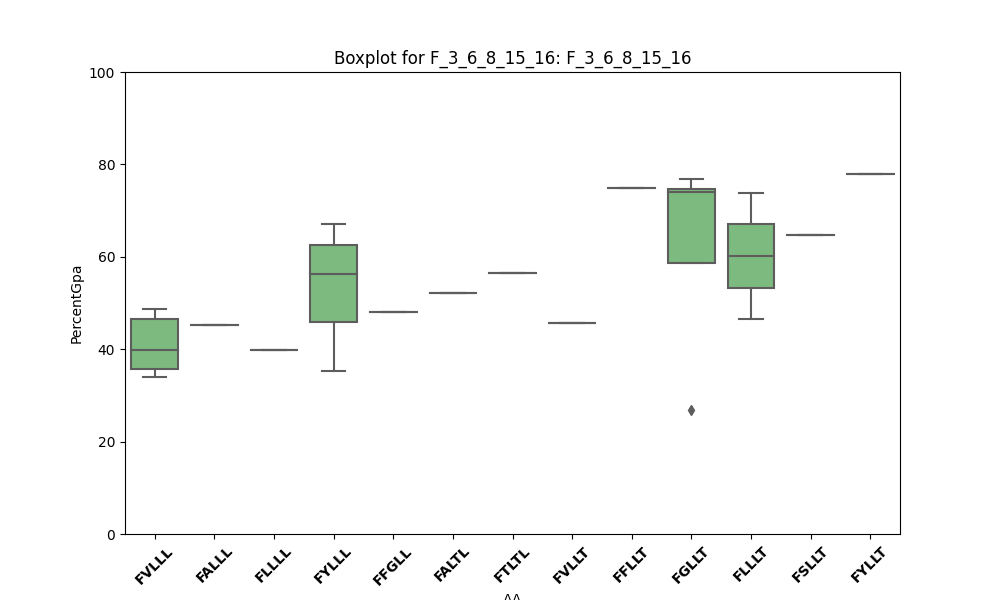 Boxplot for F_3_6_8_15_16: F_3_6_8_15_16
100
80
60
40
20
0
PercentGpa
FVLLL FALLL FLLLL FYLLL FFGLL FALTL FTLTL FVLLT FFLLT FGLLT FLLLT FSLLT FYLLT
AA